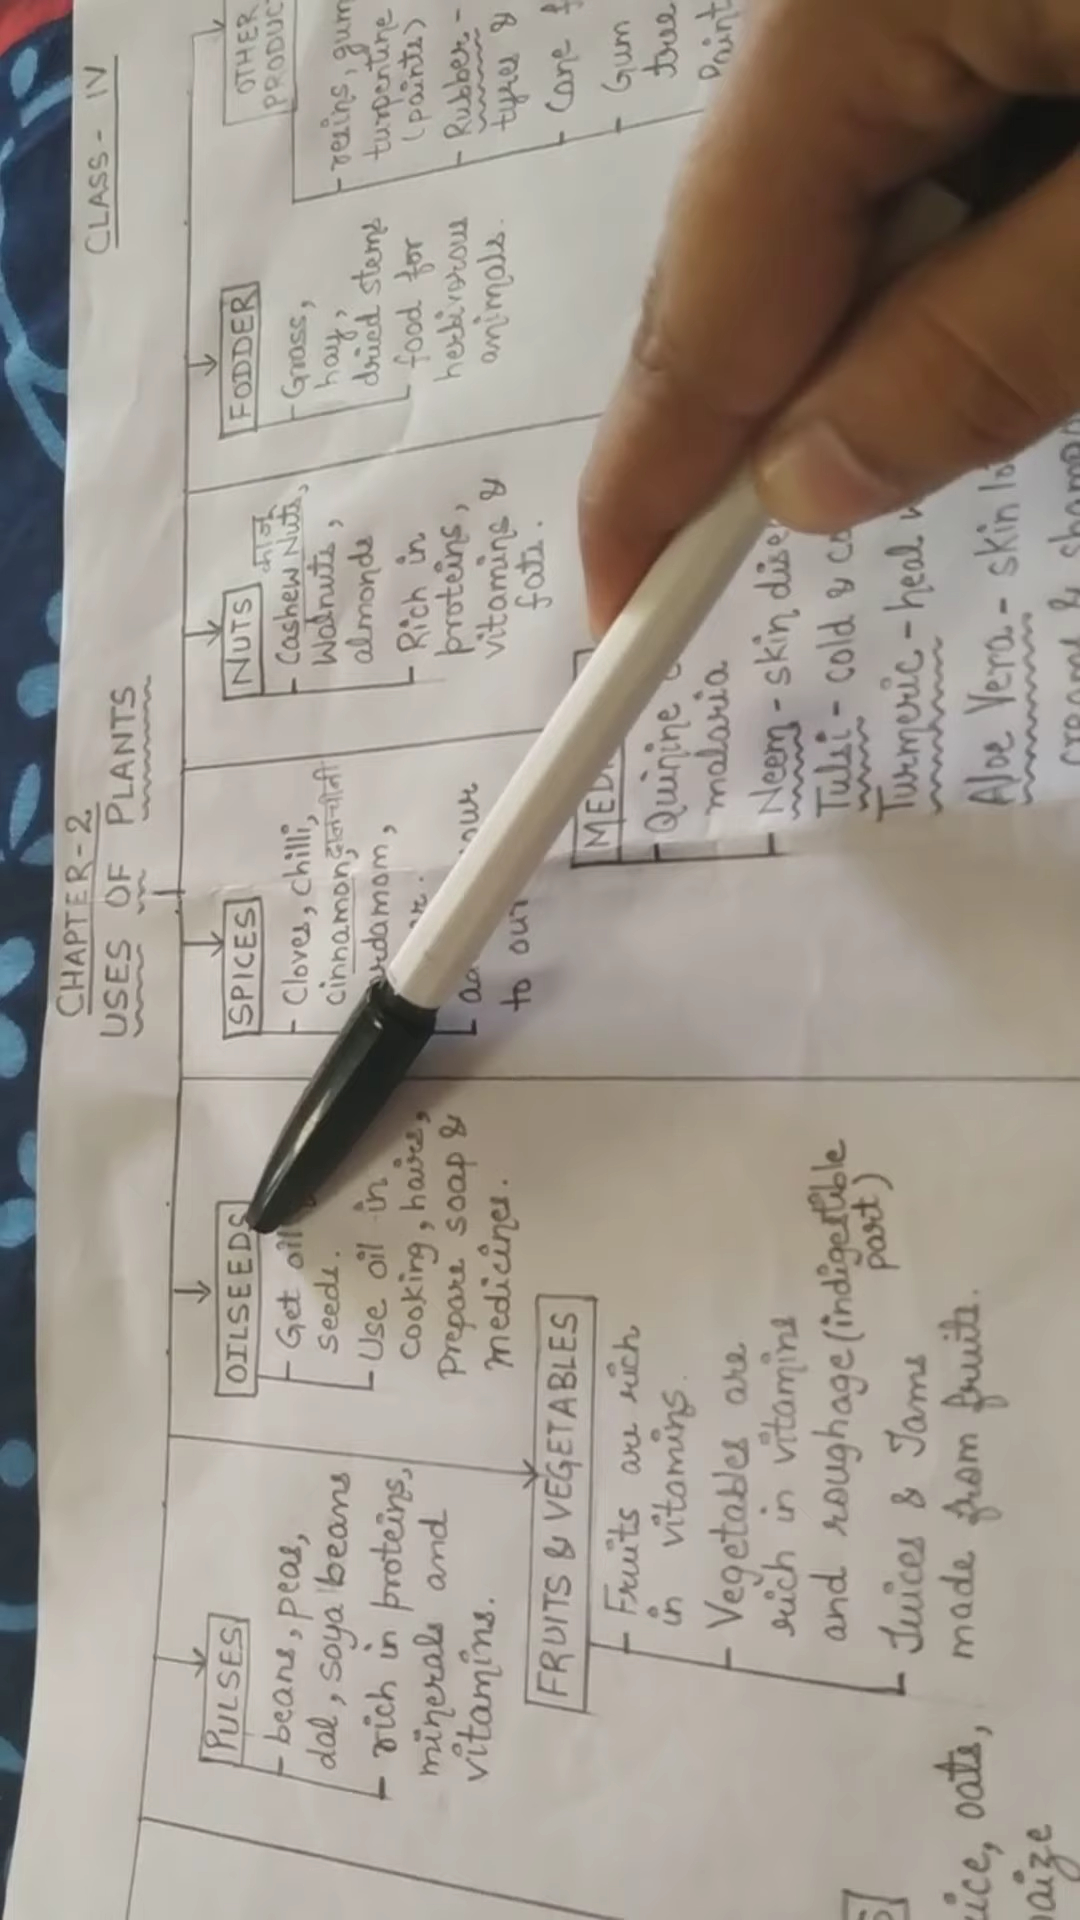 CHAPTER-2
CLASS - IV
USES OF PLANTS
PULSES
- beans, peas,
dal, soya beans
- rich in proteins,
minerals and
vitamins.
OILSEEDS
- Get oil
seeds.
- Use oil in
cooking, hairs,
Prepare soap &
medicines.
FRUITS & VEGETABLES
- Fruits are rich
in vitamins.
- Vegetables are
rich in vitamins
and roughage (indigestible
part)
- Juices & Jams
made from fruits.
SPICES
- Cloves, chilli,
cinnamon, दालचीनी
to our
NUTS
काजू
- Cashew Nuts,
Walnuts,
almonds
- Rich in
proteins,
vitamins &
fats.
FODDER
- Grass,
hay,
dried stems
- food for
herbivorous
animals.
OTHER
- resins, gum
turpentine
(paints)
- Rubber -
tyres &
- Cane
- Gum
tree
Paint
- Quinine
malaria
- Neem - skin
Tulsi - cold &
Turmeric - heal
Aloe Vera - skin
creams &
oats,